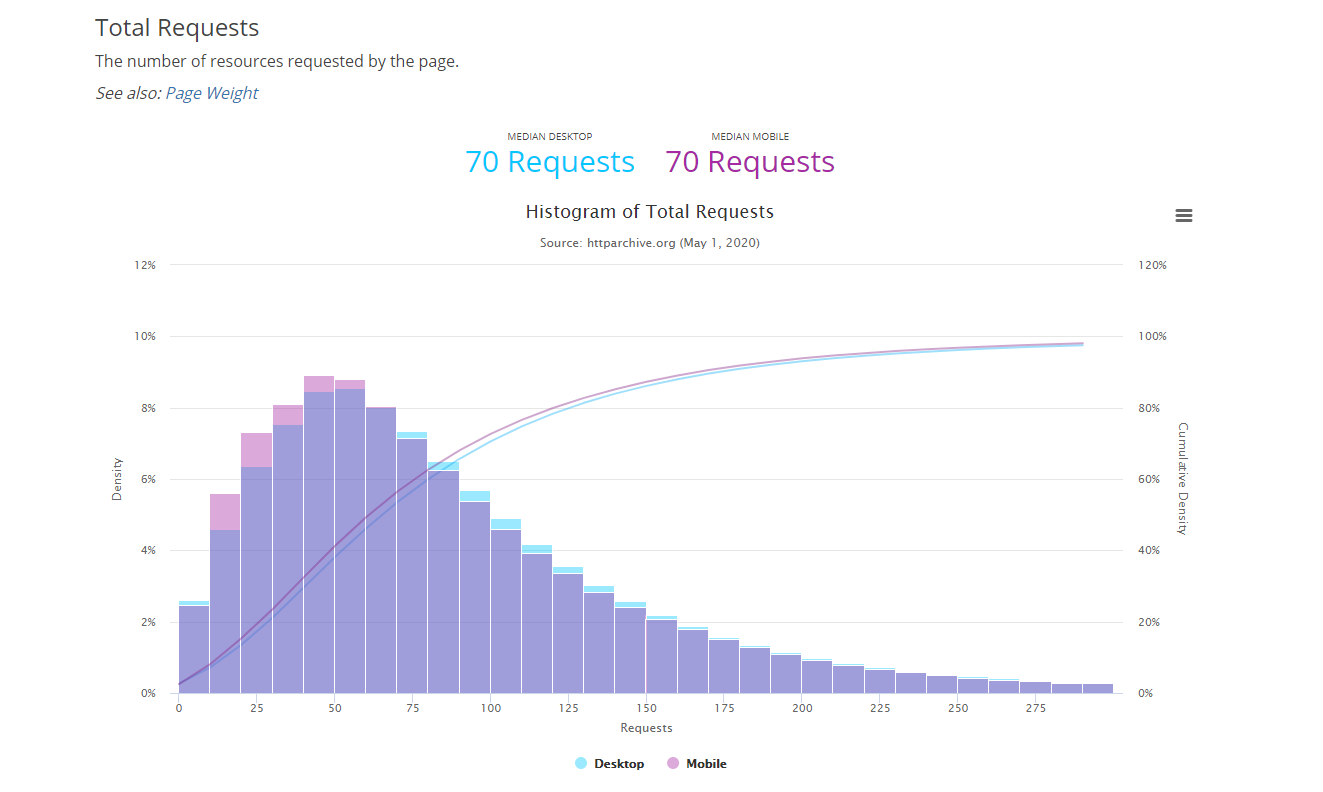 Total Requests
The number of resources requested by the page.
See also: Page Weight
MEDIAN DESKTOP MEDIAN MOBILE
70 Requests 70 Requests
Histogram of Total Requests
Source: httparchive.org (May 1, 2020)
12% 120%
10% 100%
8% 80%
6% 60%
4% 40%
2% 20%
0% 0%
Density
Cumulative Density
0 25 50 75 100 125 150 175 200 225 250 275
Requests
Desktop Mobile